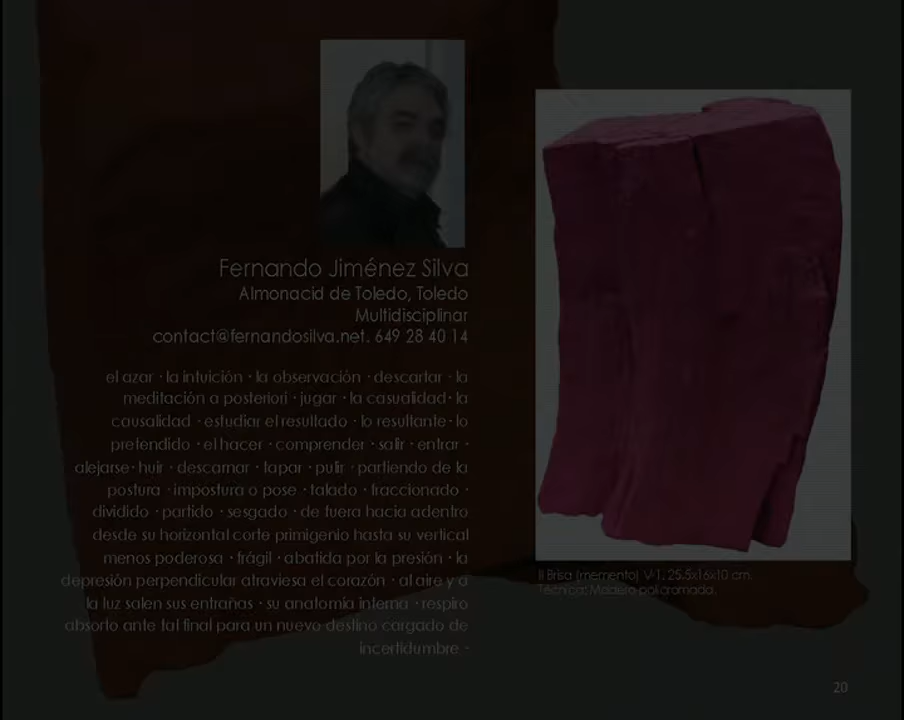 Fernando Jiménez Silva
Almonacid de Toledo, Toledo
Multidisciplinar
contact@fernandosilva.net. 649 28 40 14
el azar · la intuición · la observación · descartar · la
meditación a posteriori · jugar · la casualidad · la
causalidad · estudiar el resultado · lo resultante · lo
pretendido · el hacer · comprender · salir · entrar ·
alejarse · huir · descarnar · tapar · pulir · partiendo de la
postura · impostura o pose · talado · fraccionado ·
dividido · partido · sesgado · de fuera hacia adentro
desde su horizontal corte primigenio hasta su vertical
menos poderosa · frágil · abatida por la presión · la
depresión perpendicular atraviesa el corazón · al aire y a
la luz salen sus entrañas · su anatomía interna · respiro
absorto ante tal final para un nuevo destino cargado de
incertidumbre -
II Brisa (memento) V-1. 25,5x16x10 cm.
Técnica: Madera policromada.
20